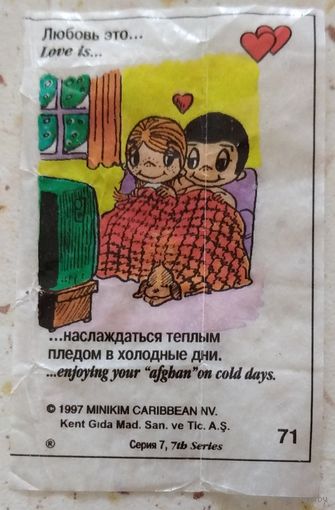 Любовь это...
Love is...
...наслаждаться теплым
пледом в холодные дни.
...enjoying your "afghan"on cold days.
© 1997 MINIKIM CARIBBEAN NV.
Kent Gıda Mad. San. ve Tic. A.Ş.
® Серия 7, 7th Series 71